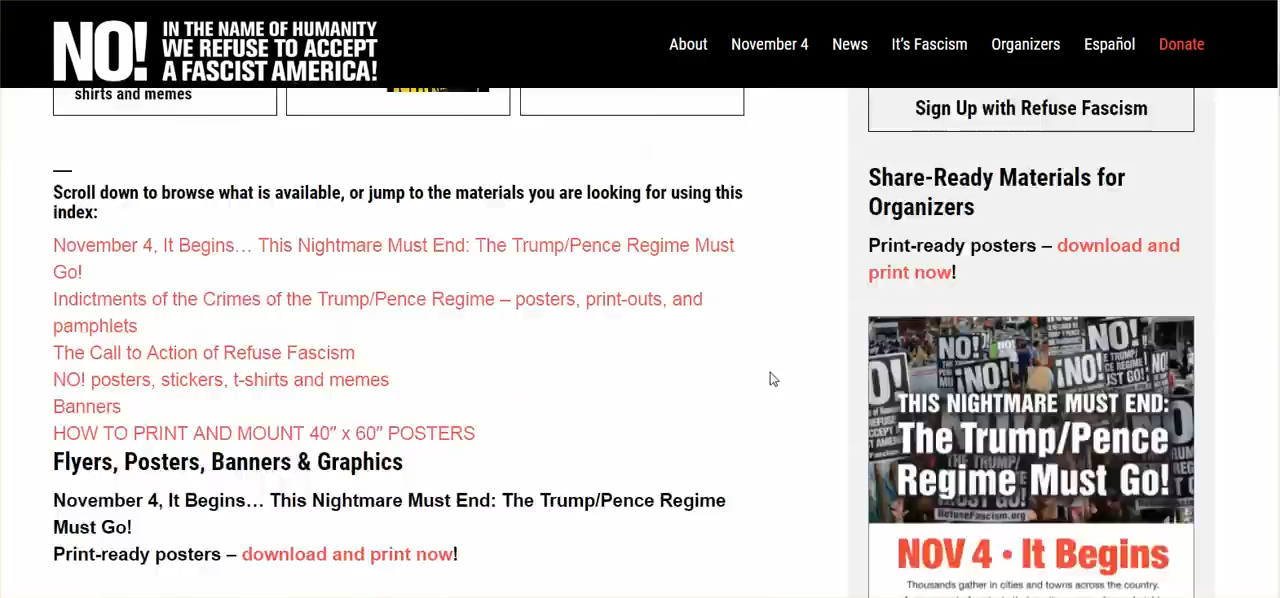 NO! IN THE NAME OF HUMANITY
WE REFUSE TO ACCEPT
A FASCIST AMERICA!
About November 4 News It's Fascism Organizers Español Donate
shirts and memes
—
Scroll down to browse what is available, or jump to the materials you are looking for using this
index:
November 4, It Begins… This Nightmare Must End: The Trump/Pence Regime Must
Go!
Indictments of the Crimes of the Trump/Pence Regime – posters, print-outs, and
pamphlets
The Call to Action of Refuse Fascism
NO! posters, stickers, t-shirts and memes
Banners
HOW TO PRINT AND MOUNT 40″ x 60″ POSTERS
Flyers, Posters, Banners & Graphics
November 4, It Begins… This Nightmare Must End: The Trump/Pence Regime
Must Go!
Print-ready posters – download and print now!
Sign Up with Refuse Fascism
Share-Ready Materials for
Organizers
Print-ready posters – download and
print now!
NO!
NO!
¡NO!
¡NO!
THIS NIGHTMARE MUST END:
The Trump/Pence
Regime Must Go!
RefuseFascism.org
NOV 4 • It Begins
Thousands gather in cities and towns across the country.